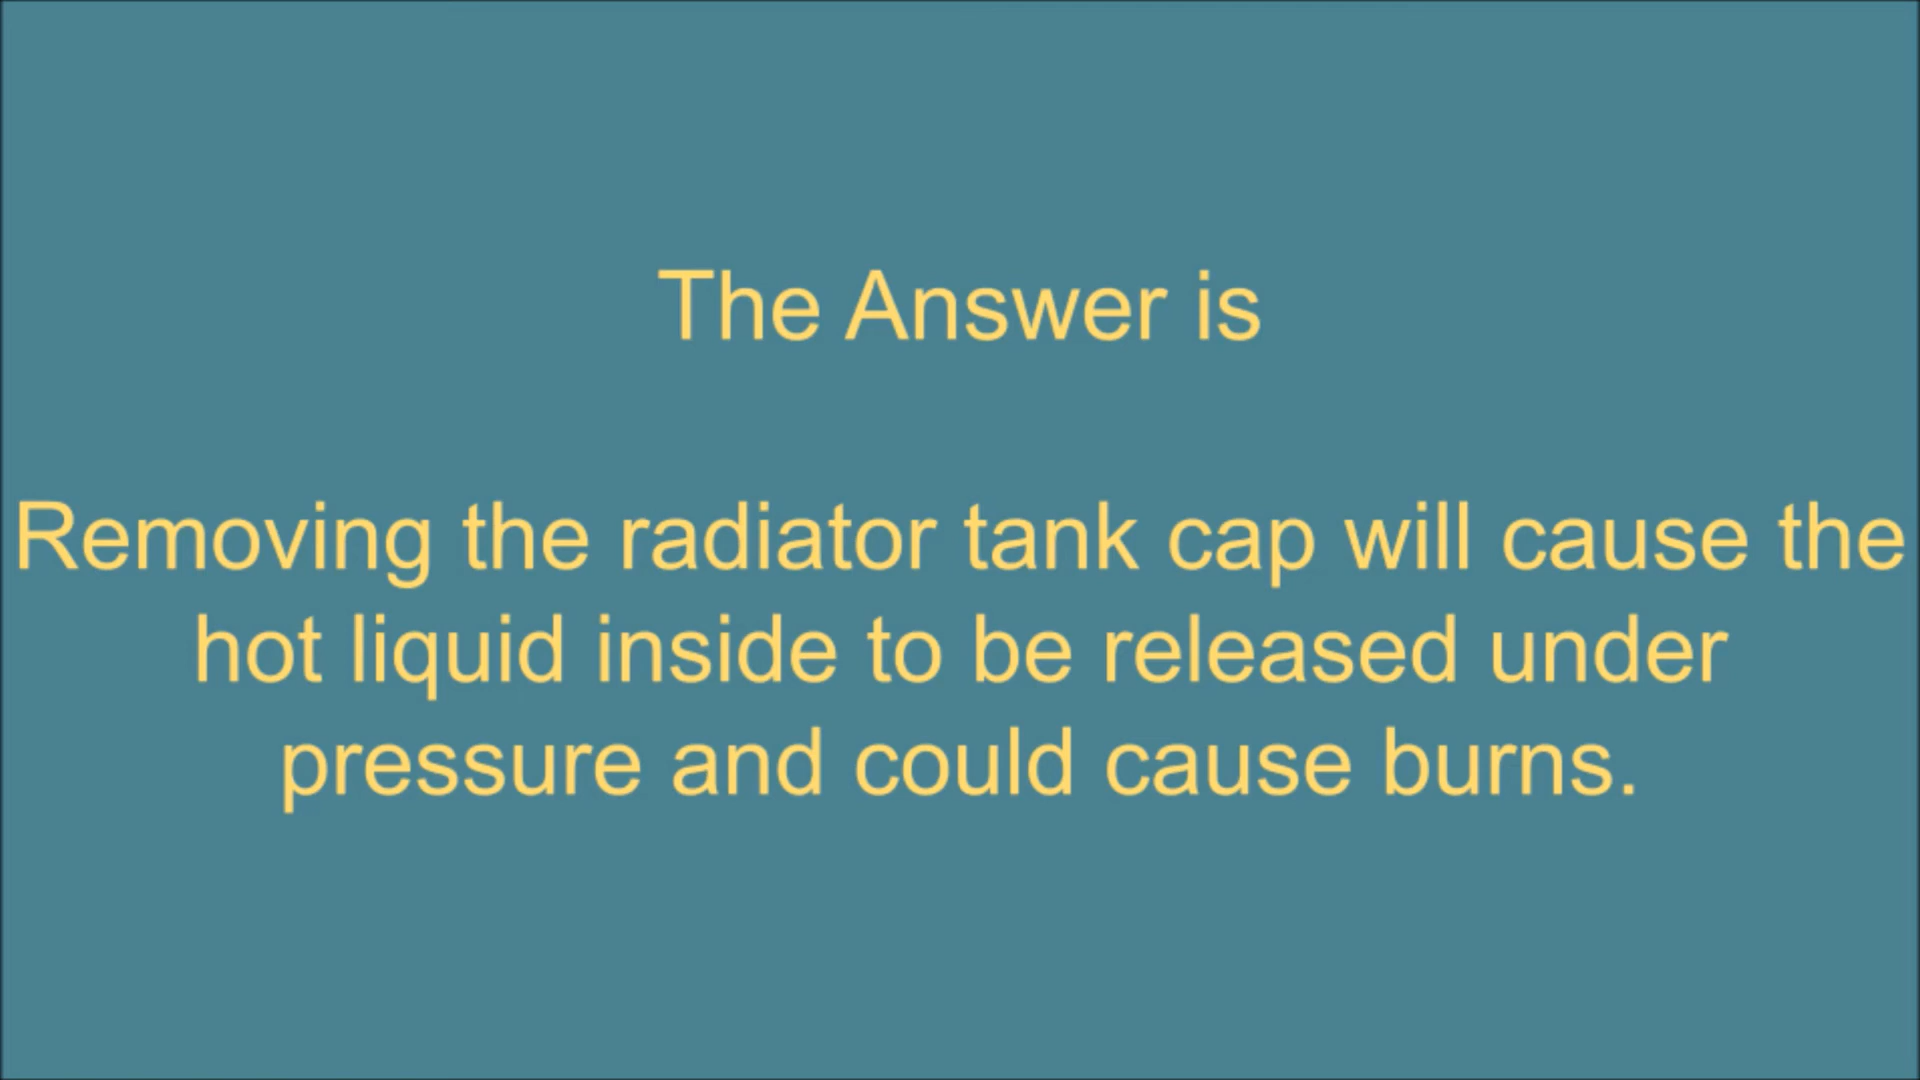 The Answer is
Removing the radiator tank cap will cause the
hot liquid inside to be released under
pressure and could cause burns.